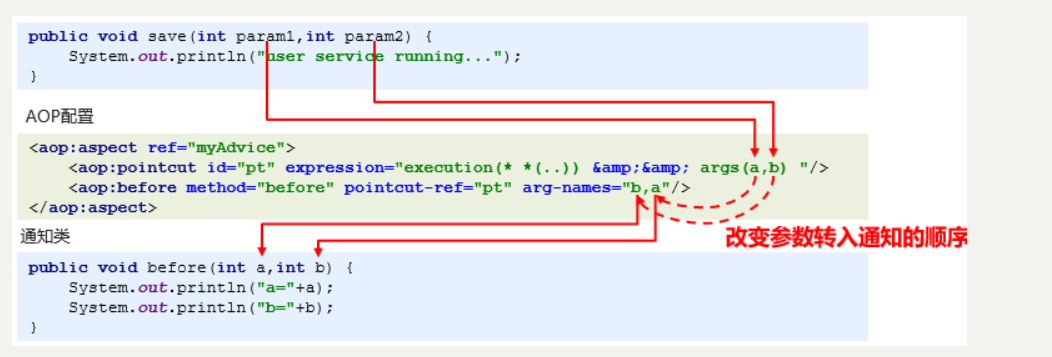 public void save(int param1,int param2) {
    System.out.println("user service running...");
}
AOP配置
<aop:aspect ref="myAdvice">
    <aop:pointcut id="pt" expression="execution(* *(..)) &amp;&amp; args(a,b) "/>
    <aop:before method="before" pointcut-ref="pt" arg-names="b,a"/>
</aop:aspect>
改变参数转入通知的顺序
通知类
public void before(int a,int b) {
    System.out.println("a="+a);
    System.out.println("b="+b);
}